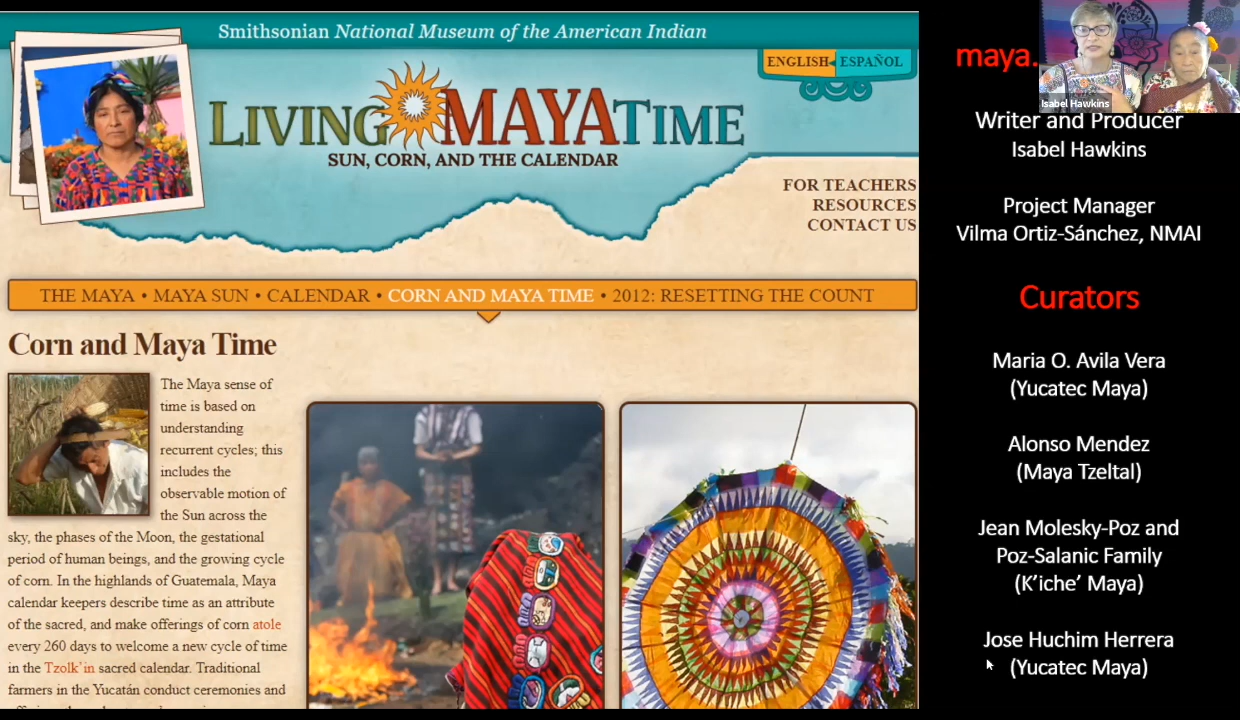 Smithsonian National Museum of the American Indian
ENGLISH ESPAÑOL
LIVING MAYA TIME
SUN, CORN, AND THE CALENDAR
FOR TEACHERS
RESOURCES
CONTACT US
THE MAYA • MAYA SUN • CALENDAR • CORN AND MAYA TIME • 2012: RESETTING THE COUNT
Corn and Maya Time
The Maya sense of
time is based on
understanding
recurrent cycles; this
includes the
observable motion of
the Sun across the
sky, the phases of the Moon, the gestational
period of human beings, and the growing cycle
of corn. In the highlands of Guatemala, Maya
calendar keepers describe time as an attribute
of the sacred, and make offerings of corn atole
every 260 days to welcome a new cycle of time
in the Tzolk'in sacred calendar. Traditional
farmers in the Yucatán conduct ceremonies and
maya.
Isabel Hawkins
Writer and Producer
Isabel Hawkins
Project Manager
Vilma Ortiz-Sánchez, NMAI
Curators
Maria O. Avila Vera
(Yucatec Maya)
Alonso Mendez
(Maya Tzeltal)
Jean Molesky-Poz and
Poz-Salanic Family
(K'iche' Maya)
Jose Huchim Herrera
(Yucatec Maya)